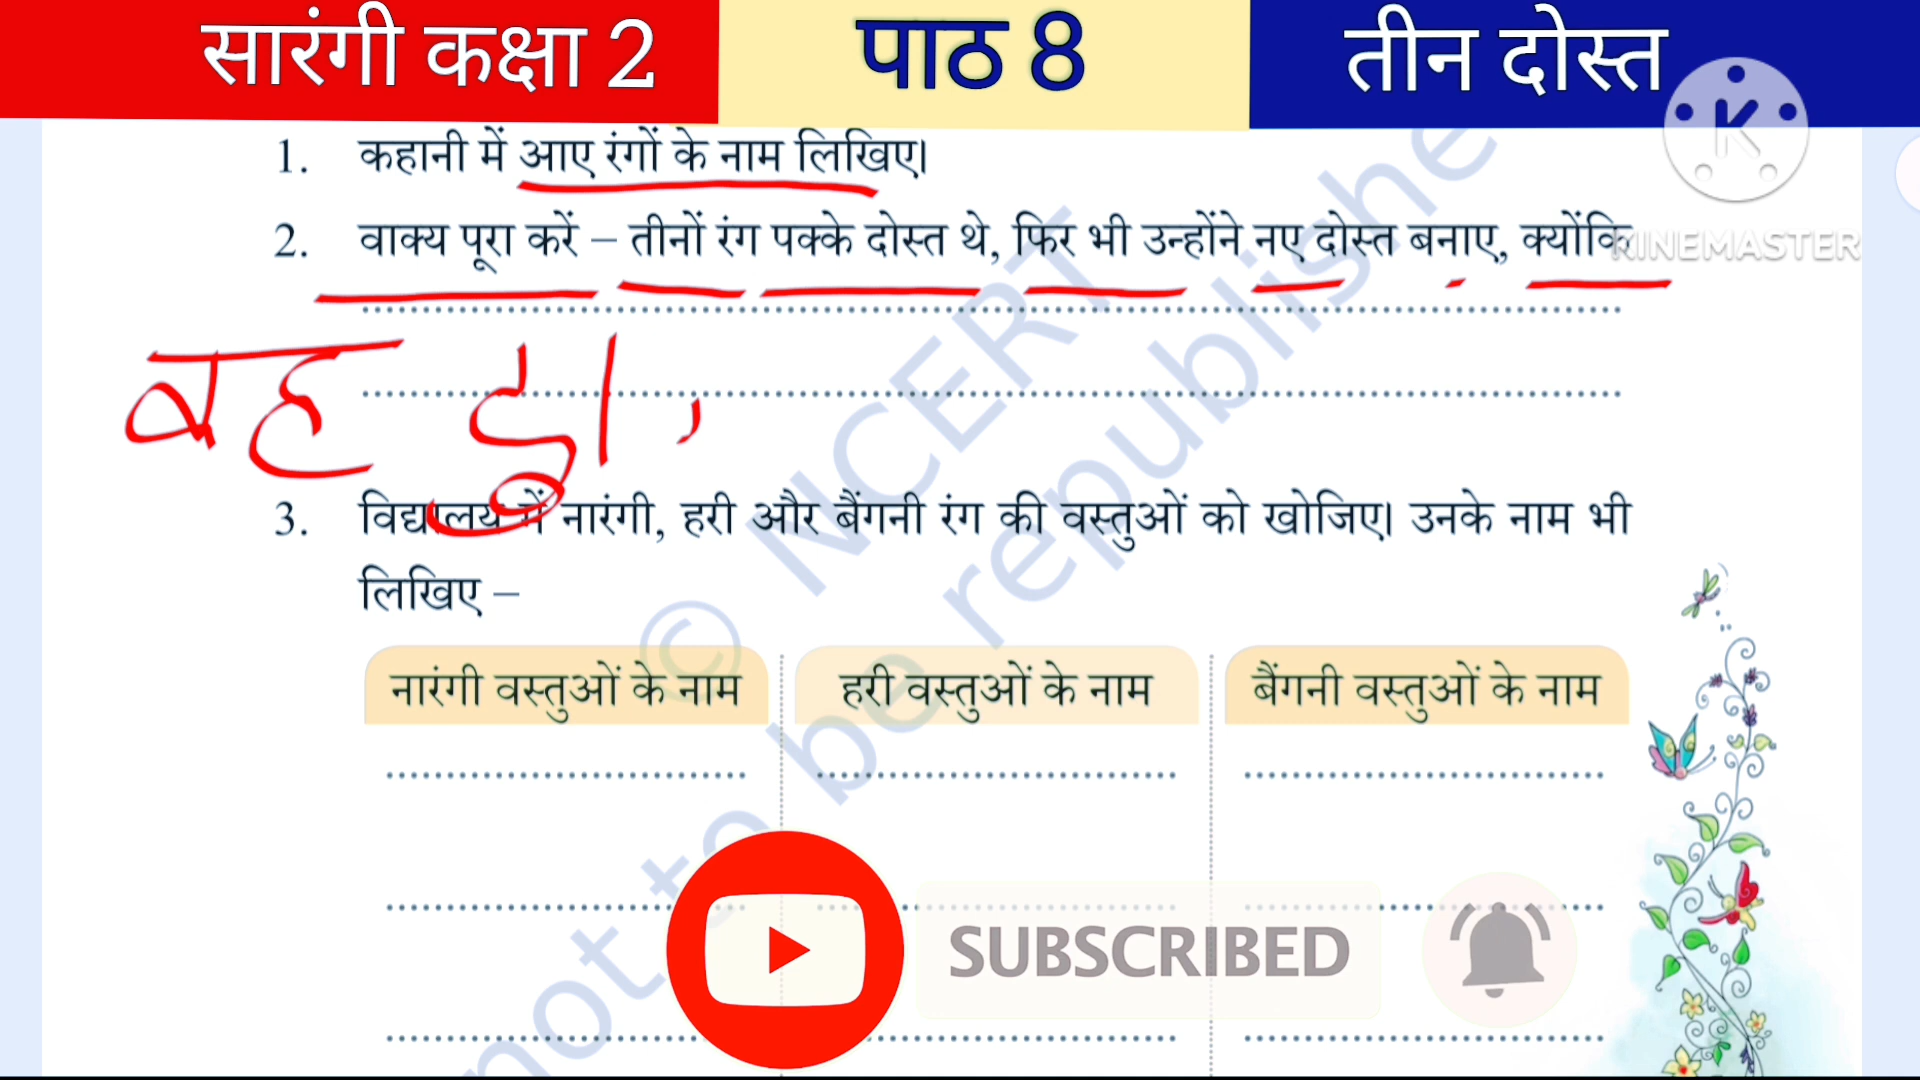 सारंगी कक्षा 2
पाठ 8
तीन दोस्त
1. कहानी में आए रंगों के नाम लिखिए।
2. वाक्य पूरा करें – तीनों रंग पक्के दोस्त थे, फिर भी उन्होंने नए दोस्त बनाए, क्योंकि
KINEMASTER
वह
3. विद्यालय में नारंगी, हरी और बैंगनी रंग की वस्तुओं को खोजिए। उनके नाम भी
लिखिए –
नारंगी वस्तुओं के नाम
हरी वस्तुओं के नाम
बैंगनी वस्तुओं के नाम
© NCERT
not to be republishe
SUBSCRIBED